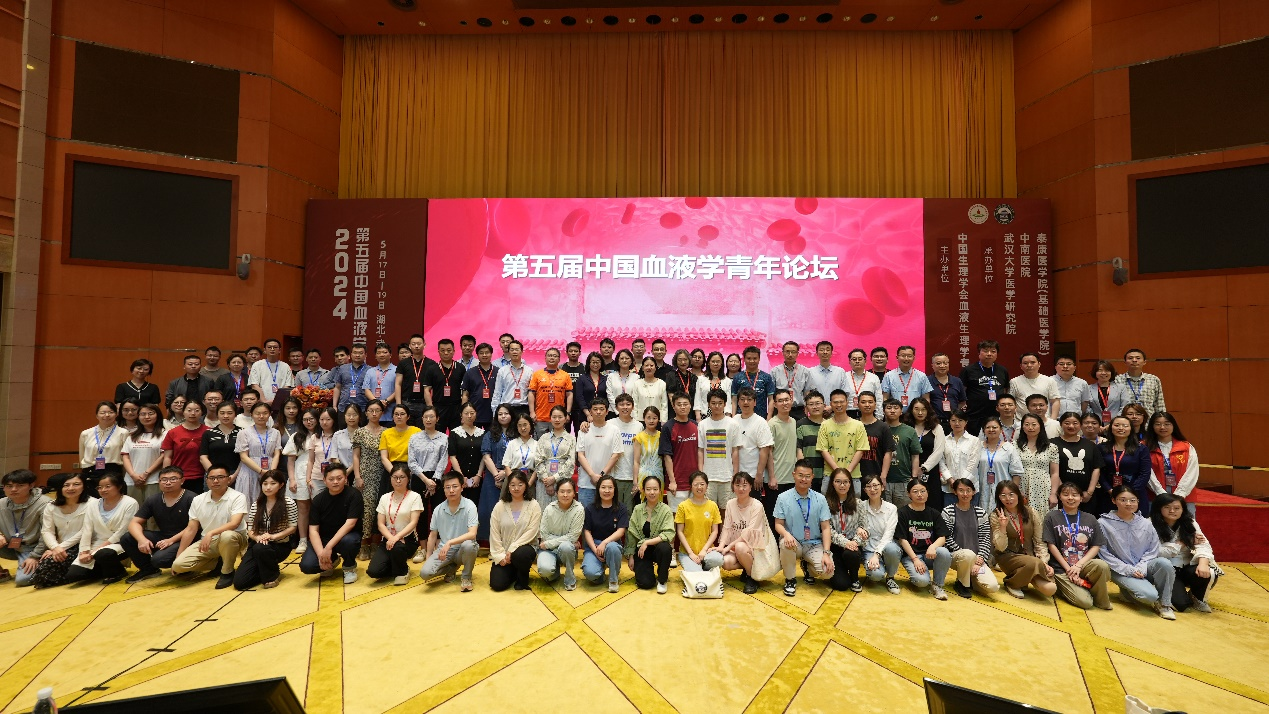 第五届中国血液学青年论坛
2024
第五届中国血液学
5月17日—19日 湖北
主办单位
中国生理学会血液生理学专
承办单位
武汉大学医学研究院
中南医院
泰康医学院(基础医学院)